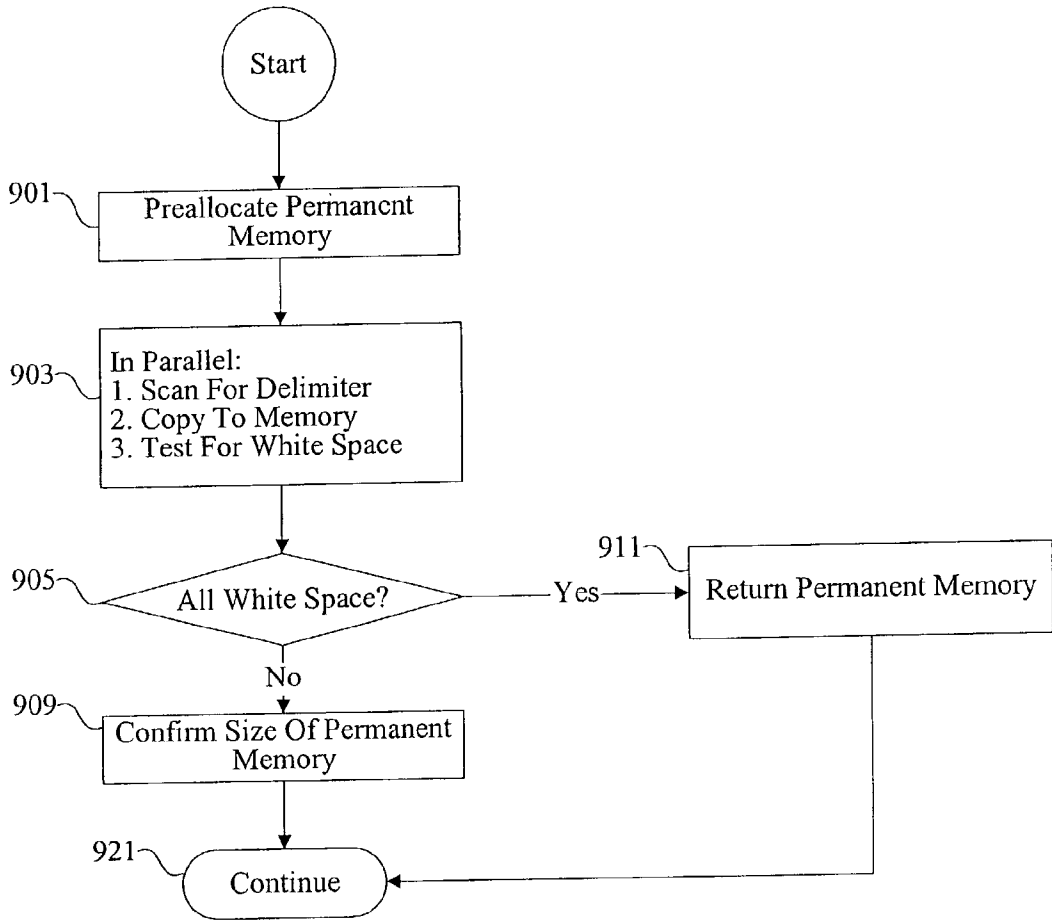 Start
901
Preallocate Permanent
Memory
903
In Parallel:
1. Scan For Delimiter
2. Copy To Memory
3. Test For White Space
905
All White Space?
Yes
911
Return Permanent Memory
No
909
Confirm Size Of Permanent
Memory
921
Continue